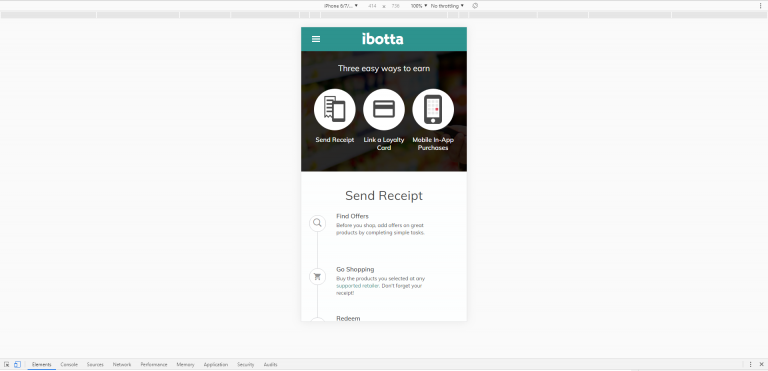 iPhone 6/7/... ▼ 414 × 736 100% ▼ No throttling ▼
ibotta
Three easy ways to earn
Send Receipt
Link a Loyalty
Card
Mobile In-App
Purchases
Send Receipt
Find Offers
Before you shop, add offers on great
products by completing simple tasks.
Go Shopping
Buy the products you selected at any
supported retailer. Don't forget your
receipt!
Redeem
Elements Console Sources Network Performance Memory Application Security Audits